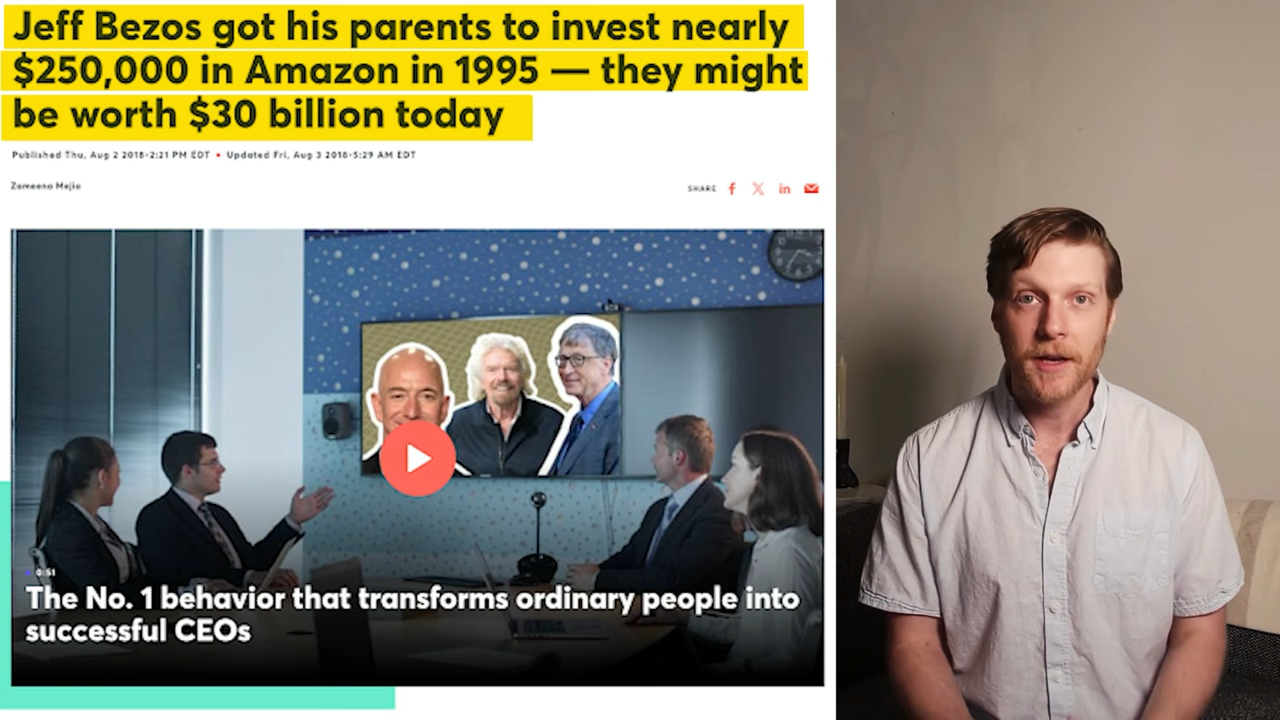 Jeff Bezos got his parents to invest nearly
$250,000 in Amazon in 1995 — they might
be worth $30 billion today
Published Thu, Aug 2 2018•2:21 PM EDT • Updated Fri, Aug 3 2018•5:29 AM EDT
Zameena Mejia
SHARE
0:51
The No. 1 behavior that transforms ordinary people into
successful CEOs